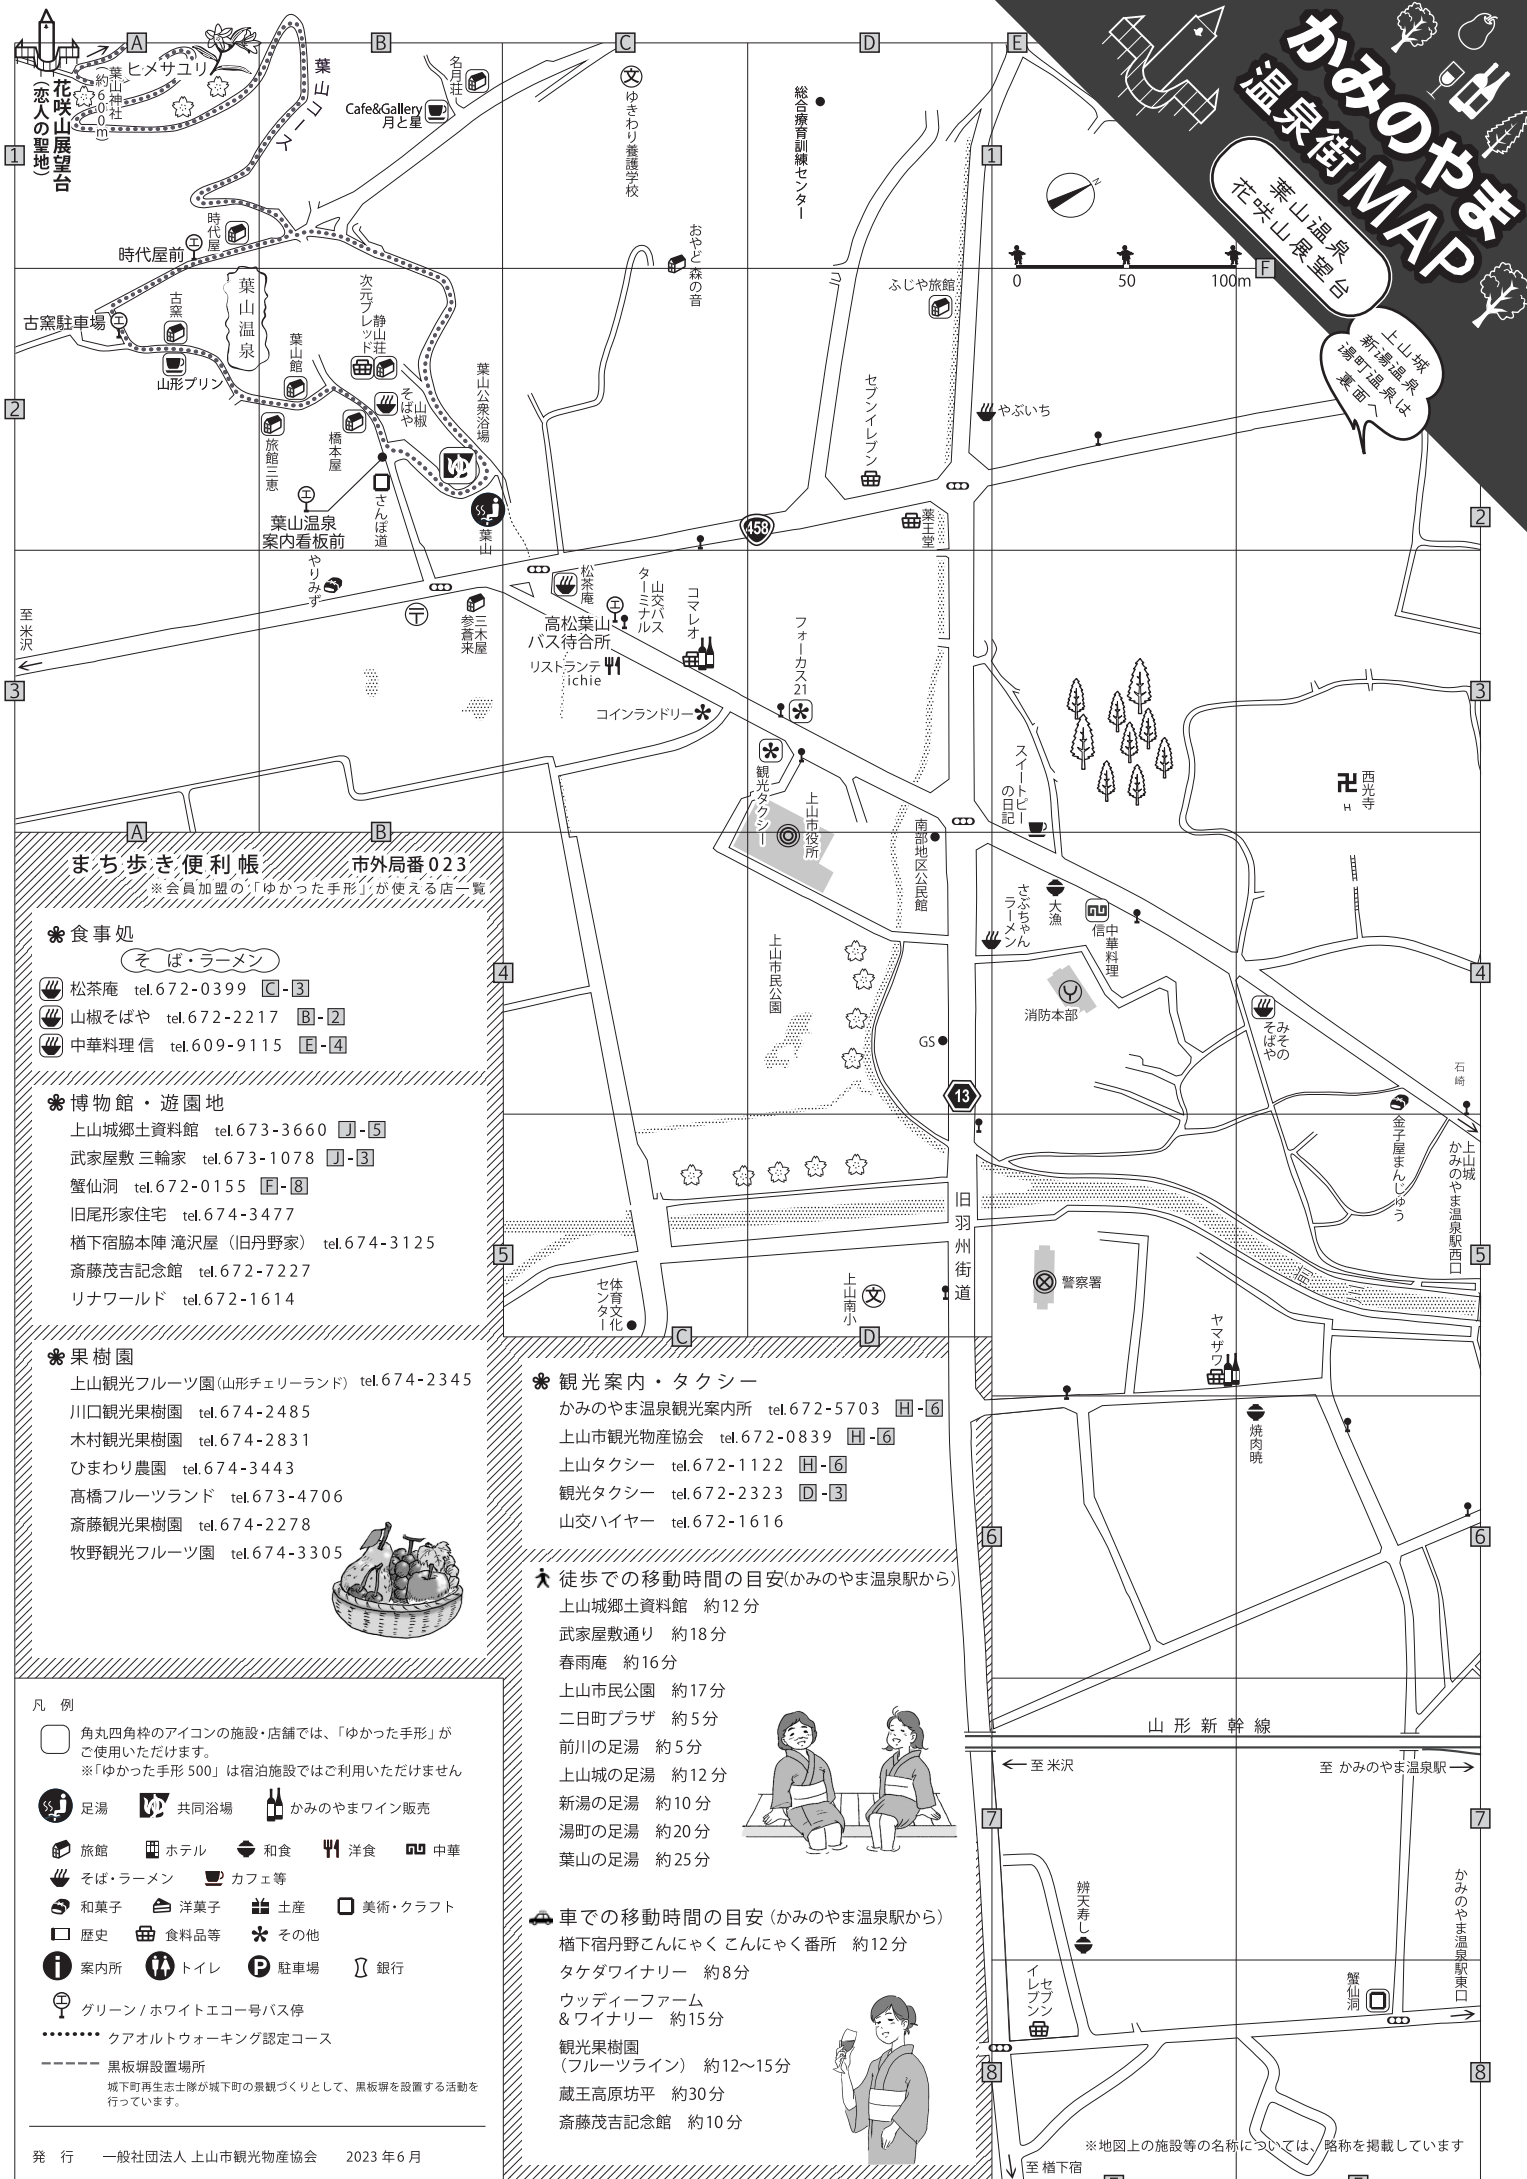 かみのやま
温泉街MAP
葉山温泉
花咲山展望台
上山城
新湯温泉
湯町温泉は
裏面へ
A
B
C
D
E
F
1
2
3
4
5
6
7
8
N
0 50 100m
花咲山展望台
(恋人の聖地)
葉山神社
(約600m)
ヒメサユリ
葉山コース
名月荘
Cafe&Gallery
月と星
ゆきわり養護学校
総合療育訓練センター
時代屋
時代屋前
古窯
古窯駐車場
山形プリン
葉山温泉
葉山館
次元ブレッド
静山荘
山椒
そばや
葉山公衆浴場
旅館三恵
橋本屋
さんぽ道
葉山温泉
案内看板前
葉山
おやど 森の音
ふじや旅館
セブンイレブン
やぶいち
薬王堂
458
やりみず
至 米沢
三木屋
参蒼来
松茶庵
高松葉山
バス待合所
山交バス
ターミナル
コマレオ
リストランテ
ichie
コインランドリー
フォーカス21
観光タクシー
上山市役所
南部地区公民館
スイートピー
の日記
大漁
さぶちゃん
ラーメン
中華料理
信
西光寺
H
消防本部
上山市民公園
GS
13
みその
そばや
石崎
金子屋まんじゅう
上山城
かみのやま温泉駅西口
旧羽州街道
体育文化
センター
上山南小
警察署
ヤマザワ
焼肉暁
山形新幹線
至 米沢
至 かみのやま温泉駅
辨天寿し
セブン
イレブン
蟹仙洞
かみのやま温泉駅東口
至 楢下宿
※地図上の施設等の名称については、略称を掲載しています
まち歩き便利帳 市外局番023
※会員加盟の「ゆかった手形」が使える店一覧
食事処
そば・ラーメン
松茶庵 tel.672-0399 C-3
山椒そばや tel.672-2217 B-2
中華料理 信 tel.609-9115 E-4
博物館・遊園地
上山城郷土資料館 tel.673-3660 J-5
武家屋敷 三輪家 tel.673-1078 J-3
蟹仙洞 tel.672-0155 F-8
旧尾形家住宅 tel.674-3477
楢下宿脇本陣 滝沢屋（旧丹野家） tel.674-3125
斎藤茂吉記念館 tel.672-7227
リナワールド tel.672-1614
果樹園
上山観光フルーツ園(山形チェリーランド) tel.674-2345
川口観光果樹園 tel.674-2485
木村観光果樹園 tel.674-2831
ひまわり農園 tel.674-3443
髙橋フルーツランド tel.673-4706
斎藤観光果樹園 tel.674-2278
牧野観光フルーツ園 tel.674-3305
観光案内・タクシー
かみのやま温泉観光案内所 tel.672-5703 H-6
上山市観光物産協会 tel.672-0839 H-6
上山タクシー tel.672-1122 H-6
観光タクシー tel.672-2323 D-3
山交ハイヤー tel.672-1616
徒歩での移動時間の目安(かみのやま温泉駅から)
上山城郷土資料館 約12分
武家屋敷通り 約18分
春雨庵 約16分
上山市民公園 約17分
二日町プラザ 約5分
前川の足湯 約5分
上山城の足湯 約12分
新湯の足湯 約10分
湯町の足湯 約20分
葉山の足湯 約25分
車での移動時間の目安(かみのやま温泉駅から)
楢下宿丹野こんにゃく こんにゃく番所 約12分
タケダワイナリー 約8分
ウッディーファーム
&ワイナリー 約15分
観光果樹園
(フルーツライン) 約12〜15分
蔵王高原坊平 約30分
斎藤茂吉記念館 約10分
凡 例
角丸四角枠のアイコンの施設・店舗では、「ゆかった手形」が
ご使用いただけます。
※「ゆかった手形 500」は宿泊施設ではご利用いただけません
足湯 共同浴場 かみのやまワイン販売
旅館 ホテル 和食 洋食 中華
そば・ラーメン カフェ等
和菓子 洋菓子 土産 美術・クラフト
歴史 食料品等 その他
案内所 トイレ 駐車場 銀行
グリーン / ホワイトエコー号バス停
クアオルトウォーキング認定コース
黒板塀設置場所
城下町再生志士隊が城下町の景観づくりとして、黒板塀を設置する活動を
行っています。
発 行 一般社団法人 上山市観光物産協会 2023 年6月